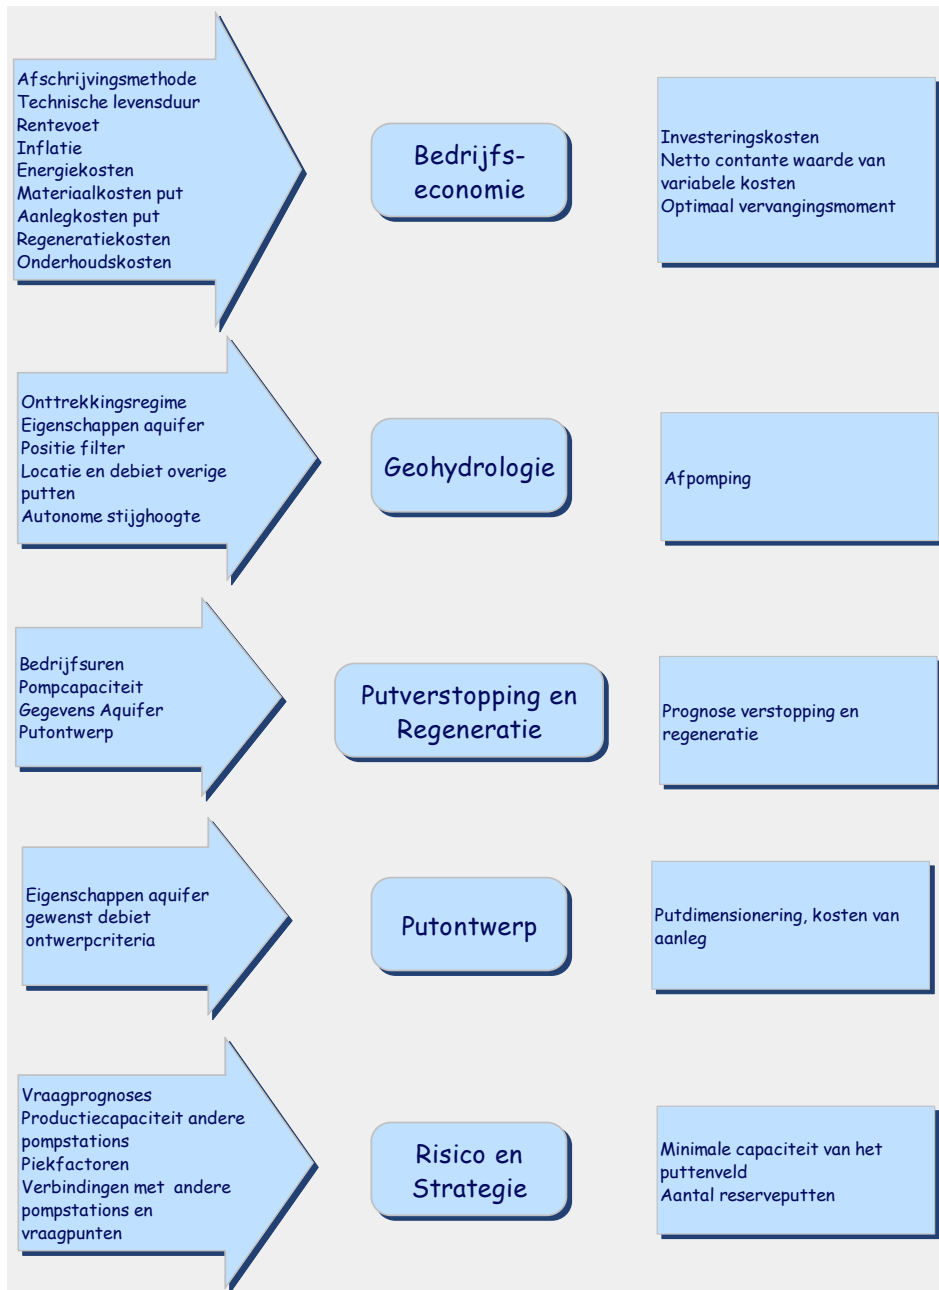 Afschrijvingsmethode
Technische levensduur
Rentevoet
Inflatie
Energiekosten
Materiaalkosten put
Aanlegkosten put
Regeneratiekosten
Onderhoudskosten
Bedrijfs-
economie
Investeringskosten
Netto contante waarde van
variabele kosten
Optimaal vervangingsmoment
Onttrekkingsregime
Eigenschappen aquifer
Positie filter
Locatie en debiet overige
putten
Autonome stijghoogte
Geohydrologie
Afpomping
Bedrijfsuren
Pompcapaciteit
Gegevens Aquifer
Putontwerp
Putverstopping en
Regeneratie
Prognose verstopping en
regeneratie
Eigenschappen aquifer
gewenst debiet
ontwerpcriteria
Putontwerp
Putdimensionering, kosten van
aanleg
Vraagprognoses
Productiecapaciteit andere
pompstations
Piekfactoren
Verbindingen met andere
pompstations en
vraagpunten
Risico en
Strategie
Minimale capaciteit van het
puttenveld
Aantal reserveputten